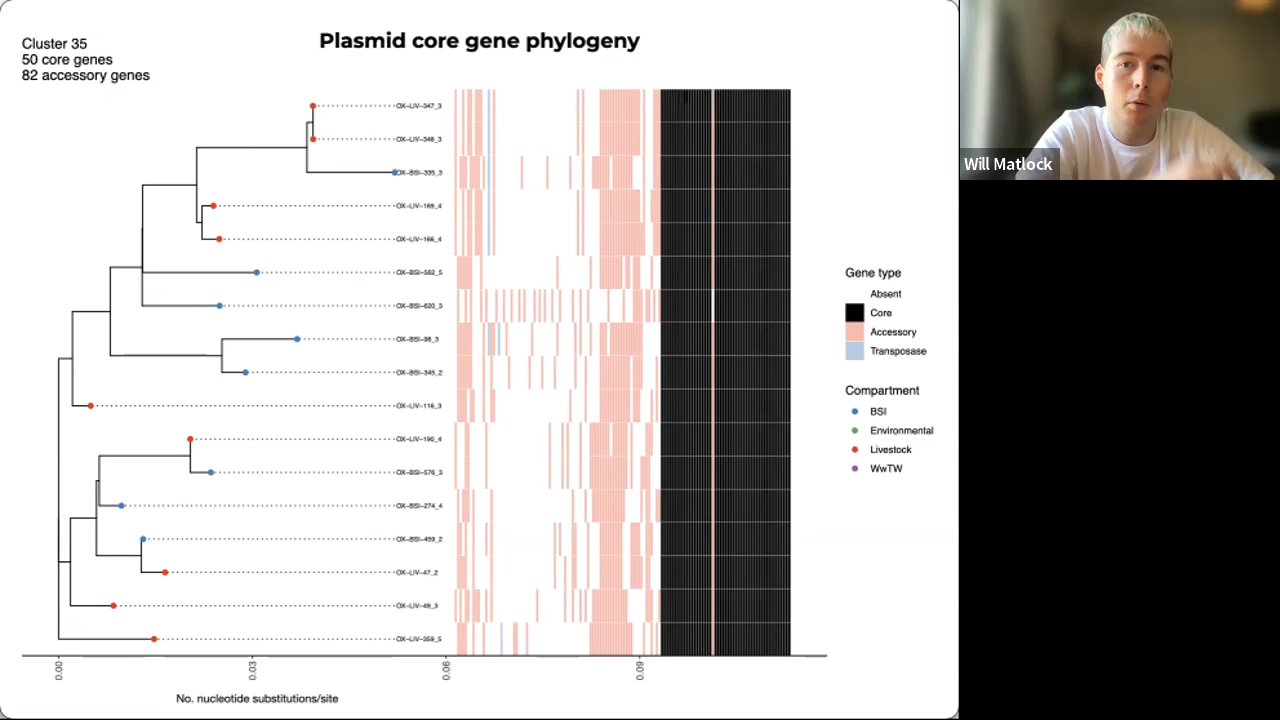 Plasmid core gene phylogeny
Cluster 35
50 core genes
82 accessory genes
OX-LIV-347_3
OX-LIV-348_3
OX-BSI-335_3
OX-LIV-169_4
OX-LIV-166_4
OX-BSI-562_5
OX-BSI-620_3
OX-BSI-98_3
OX-BSI-345_2
OX-LIV-116_3
OX-LIV-190_4
OX-BSI-576_3
OX-BSI-274_4
OX-BSI-459_2
OX-LIV-47_2
OX-LIV-49_3
OX-LIV-359_5
0.00
0.03
0.06
0.09
No. nucleotide substitutions/site
Gene type
Absent
Core
Accessory
Transposase
Compartment
BSI
Environmental
Livestock
WwTW
Will Matlock